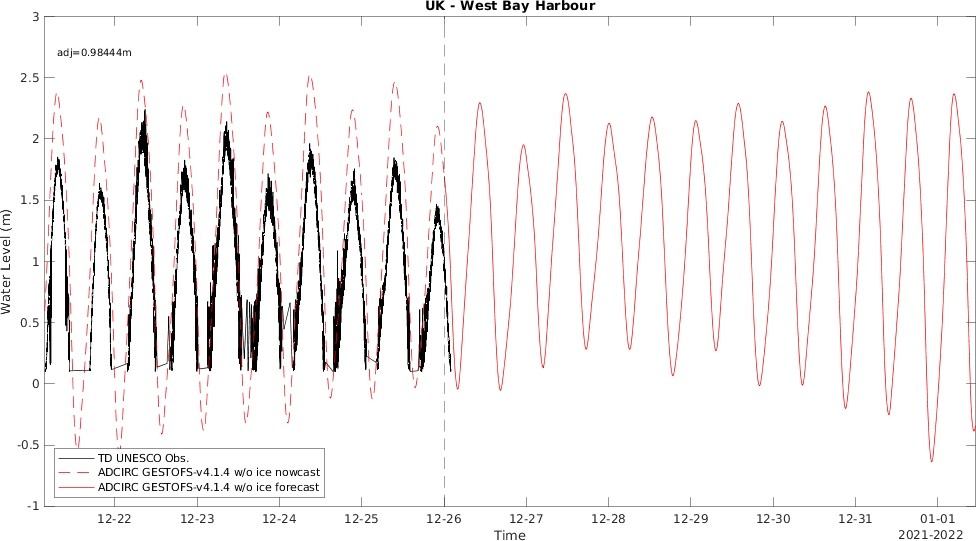 UK - West Bay Harbour
adj=0.98444m
3
2.5
2
1.5
1
0.5
0
-0.5
-1
Water Level (m)
TD UNESCO Obs.
ADCIRC GESTOFS-v4.1.4 w/o ice nowcast
ADCIRC GESTOFS-v4.1.4 w/o ice forecast
12-22 12-23 12-24 12-25 12-26 12-27 12-28 12-29 12-30 12-31 01-01
Time
2021-2022